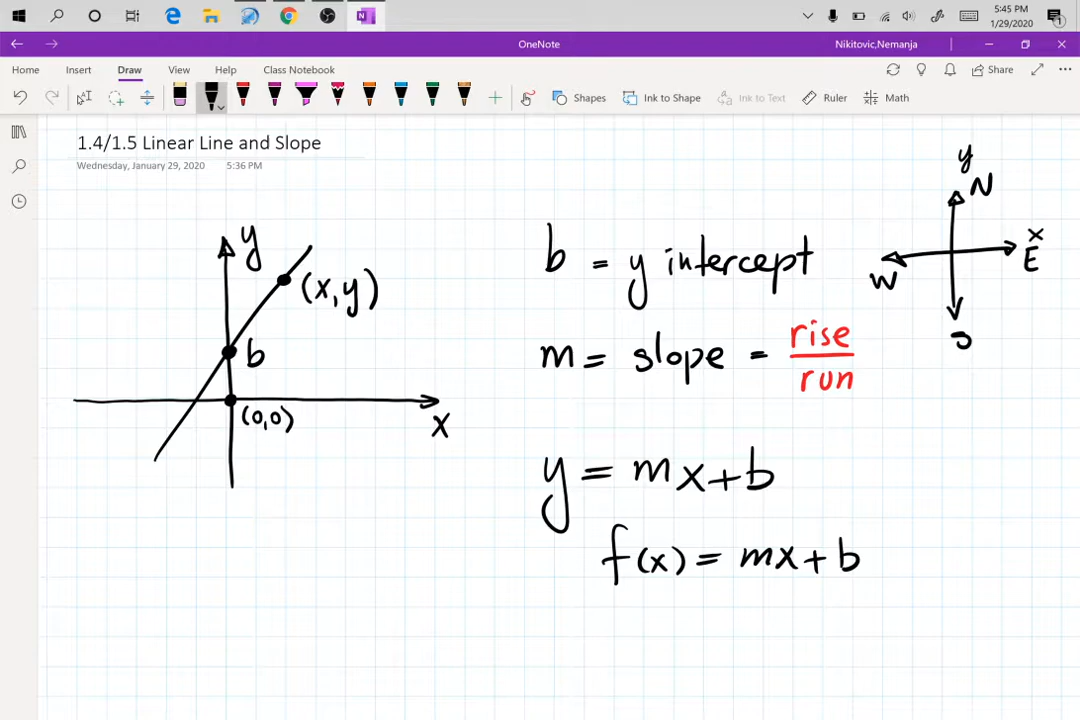 5:45 PM
1/29/2020
1
OneNote
Nikitovic,Nemanja
Home Insert Draw View Help Class Notebook
Share
Shapes
Ink to Shape
Ink to Text
Ruler
Math
1.4/1.5 Linear Line and Slope
Wednesday, January 29, 2020 5:36 PM
y
(x,y)
b
(0,0)
x
b = y intercept
m = slope = rise/run
y = mx+b
f(x) = mx+b
y
N
x
E
W
S